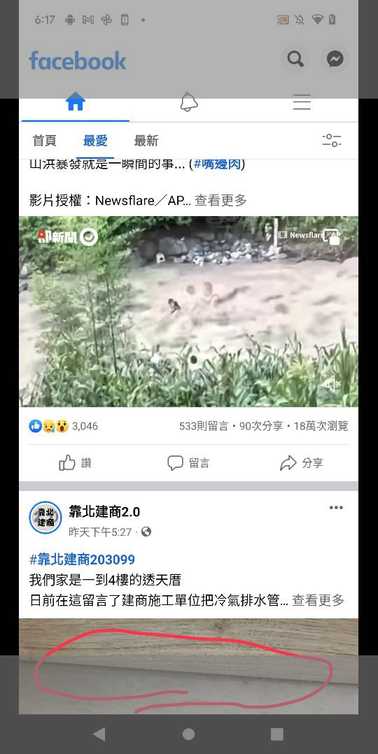 6:17
facebook
首頁
最愛
最新
山洪暴發就是一瞬間的事... (#嘴邊肉)
影片授權：Newsflare／AP... 查看更多
新聞
Newsflare
3,046
533則留言・90次分享・18萬次瀏覽
讚
留言
分享
靠北建商
靠北建商2.0
昨天下午5:27
#靠北建商203099
我們家是一到4樓的透天厝
日前在這留言了建商施工單位把冷氣排水管... 查看更多